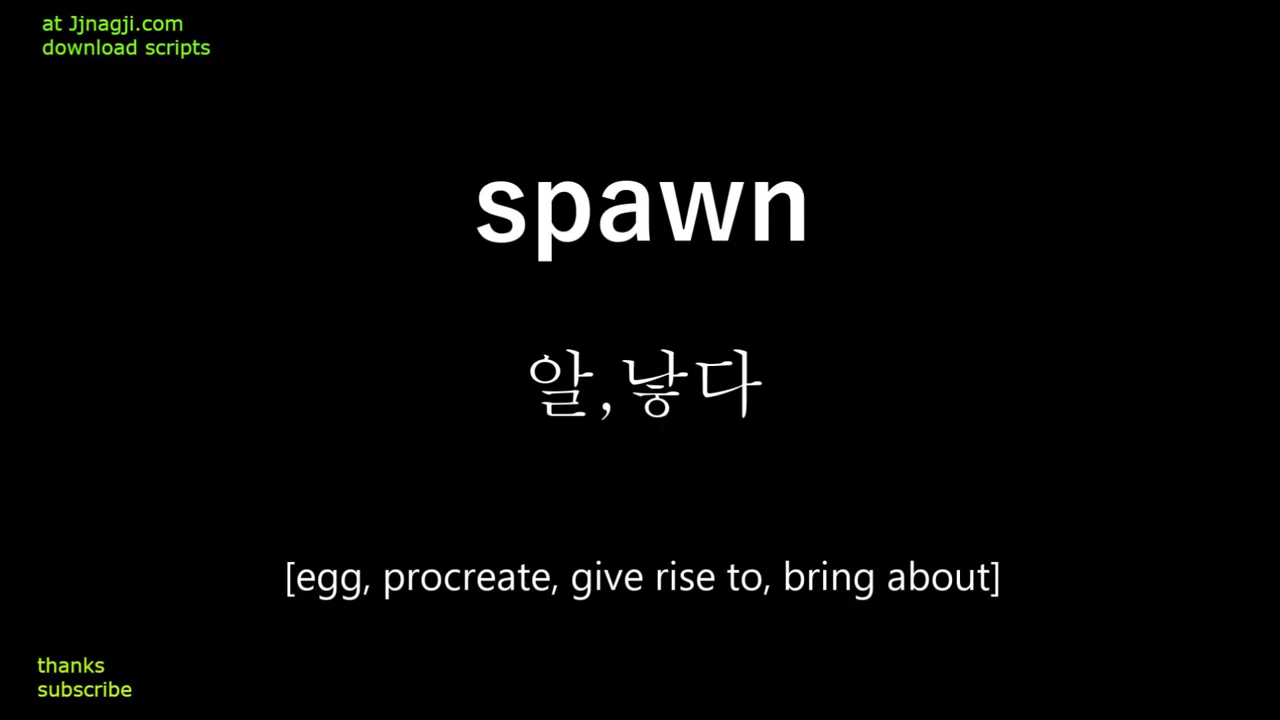 at Jjnagji.com
download scripts
spawn
알,낳다
[egg, procreate, give rise to, bring about]
thanks
subscribe